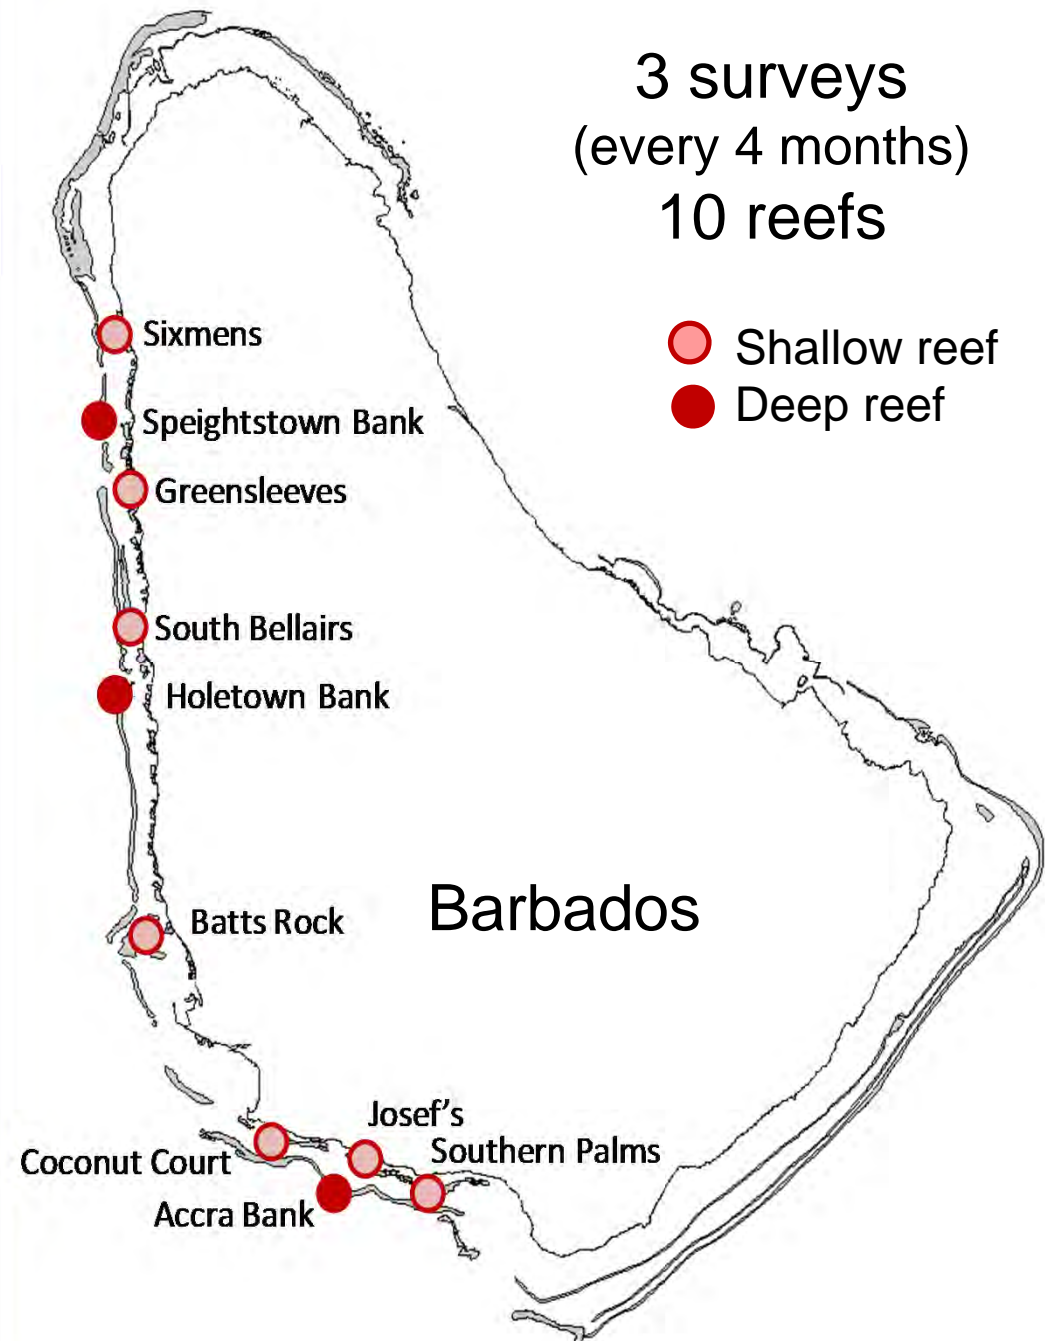 3 surveys
(every 4 months)
10 reefs
Shallow reef
Deep reef
Sixmens
Speightstown Bank
Greensleeves
South Bellairs
Holetown Bank
Batts Rock
Barbados
Josef's
Southern Palms
Coconut Court
Accra Bank